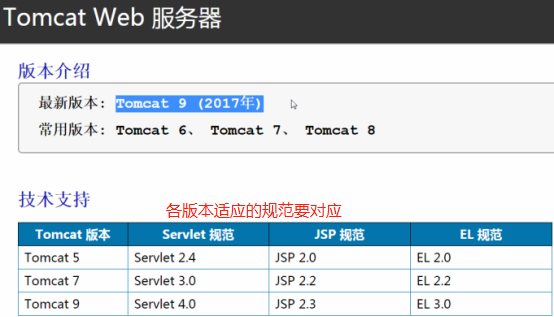 Tomcat Web 服务器
版本介绍
最新版本: Tomcat 9 (2017年)
常用版本: Tomcat 6、 Tomcat 7、 Tomcat 8
技术支持
各版本适应的规范要对应
Tomcat 版本 Servlet 规范 JSP 规范 EL 规范
Tomcat 5 Servlet 2.4 JSP 2.0 EL 2.0
Tomcat 7 Servlet 3.0 JSP 2.2 EL 2.2
Tomcat 9 Servlet 4.0 JSP 2.3 EL 3.0